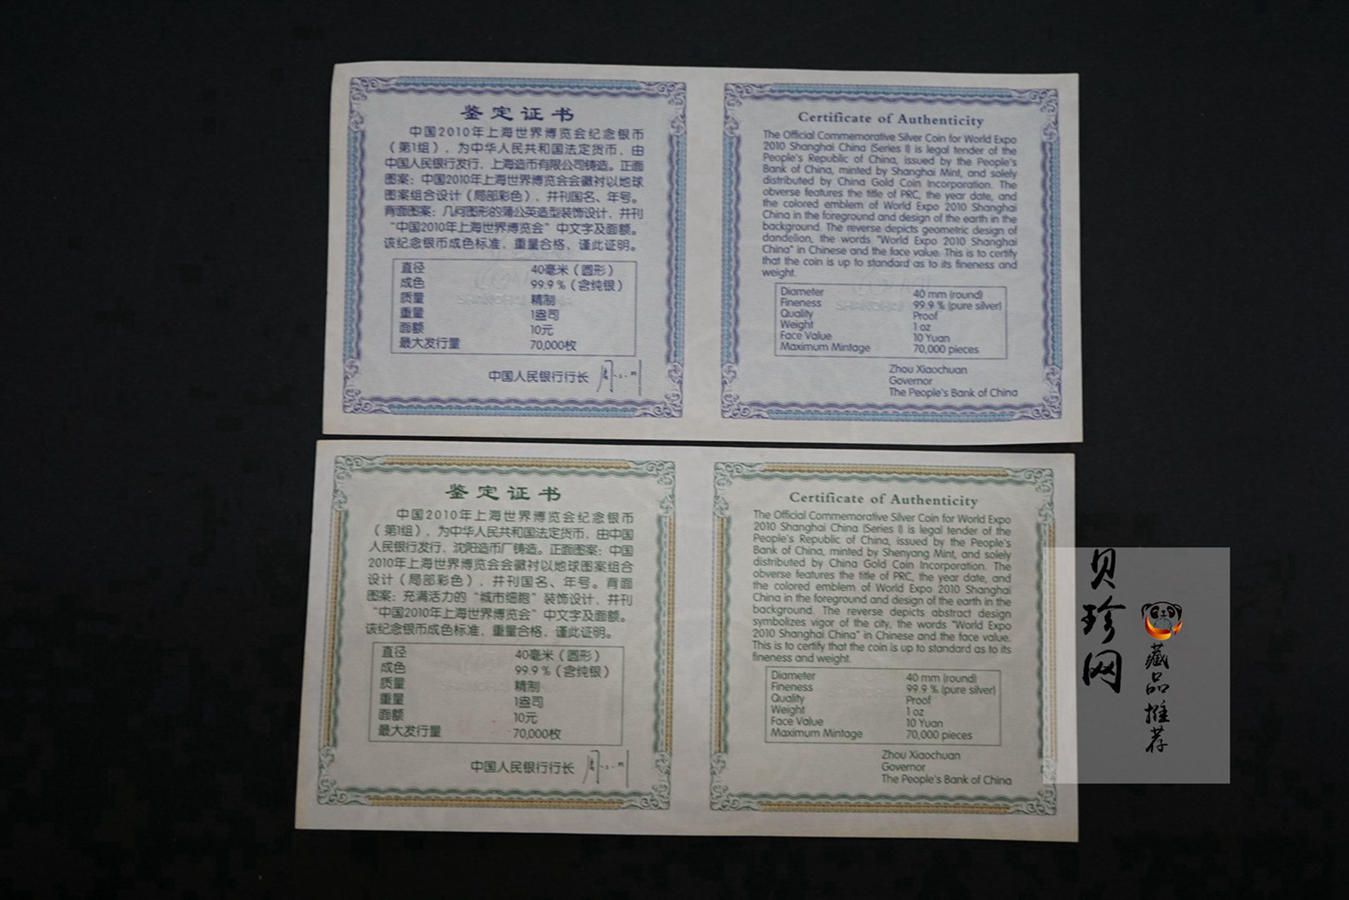 鉴定证书
中国2010年上海世界博览会纪念银币
（第1组），为中华人民共和国法定货币，由
中国人民银行发行，上海造币有限公司铸造。正面
图案：中国2010年上海世界博览会会徽衬以地球
图案组合设计（局部彩色），并刊国名、年号。
背面图案：几何图形的蒲公英造型装饰设计，并刊
“中国2010年上海世界博览会”中文字及面额。
该纪念银币成色标准，重量合格，谨此证明。
直径 40毫米（圆形）
成色 99.9％（含纯银）
质量 精制
重量 1盎司
面额 10元
最大发行量 70,000枚
中国人民银行行长
Certificate of Authenticity
The Official Commemorative Silver Coin for World Expo
2010 Shanghai China (Series I) is legal tender of the
People's Republic of China, issued by the People's
Bank of China, minted by Shanghai Mint, and solely
distributed by China Gold Coin Incorporation. The
obverse features the title of PRC, the year date, and
the colored emblem of World Expo 2010 Shanghai
China in the foreground and design of the earth in the
background. The reverse depicts geometric design of
dandelion, the words "World Expo 2010 Shanghai
China" in Chinese and the face value. This is to certify
that the coin is up to standard as to its fineness and
weight.
Diameter 40 mm (round)
Fineness 99.9 % (pure silver)
Quality Proof
Weight 1 oz
Face Value 10 Yuan
Maximum Mintage 70,000 pieces
Zhou Xiaochuan
Governor
The People's Bank of China
鉴定证书
中国2010年上海世界博览会纪念银币
（第1组），为中华人民共和国法定货币，由中国
人民银行发行，沈阳造币厂铸造。正面图案：中国
2010年上海世界博览会会徽衬以地球图案组合
设计（局部彩色），并刊国名、年号。背面
图案：充满活力的“城市细胞”装饰设计，并刊
“中国2010年上海世界博览会”中文字及面额。
该纪念银币成色标准，重量合格，谨此证明。
直径 40毫米（圆形）
成色 99.9％（含纯银）
质量 精制
重量 1盎司
面额 10元
最大发行量 70,000枚
中国人民银行行长
Certificate of Authenticity
The Official Commemorative Silver Coin for World Expo
2010 Shanghai China (Series I) is legal tender of the
People's Republic of China, issued by the People's
Bank of China, minted by Shenyang Mint, and solely
distributed by China Gold Coin Incorporation. The
obverse features the title of PRC, the year date, and
the colored emblem of World Expo 2010 Shanghai
China in the foreground and design of the earth in the
background. The reverse depicts abstract design
symbolizes vigor of the city, the words "World Expo
2010 Shanghai China" in Chinese and the face value.
This is to certify that the coin is up to standard as to its
fineness and weight.
Diameter 40 mm (round)
Fineness 99.9 % (pure silver)
Quality Proof
Weight 1 oz
Face Value 10 Yuan
Maximum Mintage 70,000 pieces
Zhou Xiaochuan
Governor
The People's Bank of China
贝珍网
藏品推荐